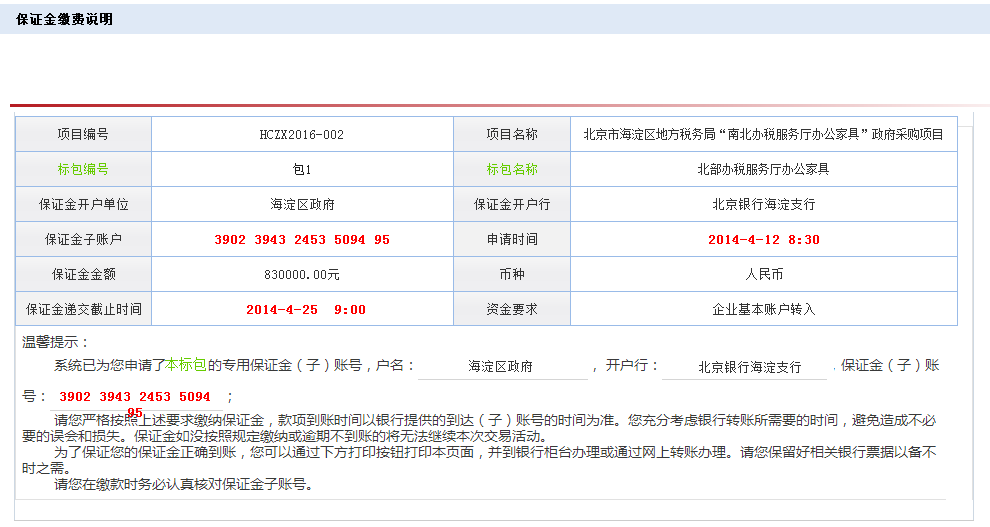 保证金缴费说明
项目编号 HCZX2016-002 项目名称 北京市海淀区地方税务局“南北办税服务厅办公家具”政府采购项目
标包编号 包1 标包名称 北部办税服务厅办公家具
保证金开户单位 海淀区政府 保证金开户行 北京银行海淀支行
保证金子账户 3902 3943 2453 5094 95 申请时间 2014-4-12 8:30
保证金金额 830000.00元 币种 人民币
保证金递交截止时间 2014-4-25 9:00 资金要求 企业基本账户转入
温馨提示：
系统已为您申请了本标包的专用保证金（子）账号，户名： 海淀区政府 ， 开户行： 北京银行海淀支行 ，保证金（子）账
号： 3902 3943 2453 5094 ；
95
请您严格按照上述要求缴纳保证金，款项到账时间以银行提供的到达（子）账号的时间为准。您充分考虑银行转账所需要的时间，避免造成不必
要的误会和损失。保证金如没按照规定缴纳或逾期不到账的将无法继续本次交易活动。
为了保证您的保证金正确到账，您可以通过下方打印按钮打印本页面，并到银行柜台办理或通过网上转账办理。请您保留好相关银行票据以备不
时之需。
请您在缴款时务必认真核对保证金子账号。